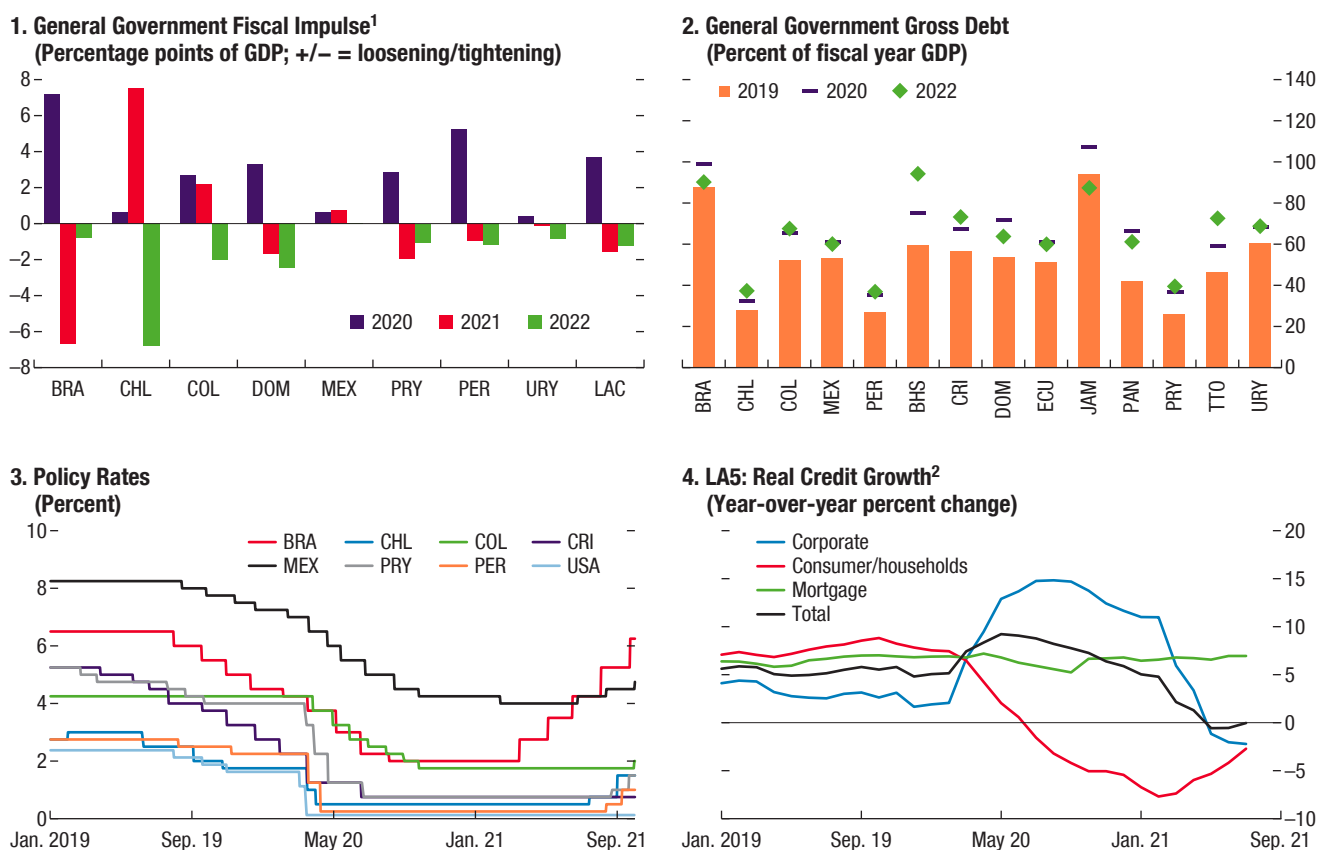 1. General Government Fiscal Impulse¹
(Percentage points of GDP; +/– = loosening/tightening)
8
6
4
2
0
–2
–4
–6
–8
2020 2021 2022
BRA CHL COL DOM MEX PRY PER URY LAC
2. General Government Gross Debt
(Percent of fiscal year GDP)
2019 2020 2022
140
120
100
80
60
40
20
0
BRA CHL COL MEX PER BHS CRI DOM ECU JAM PAN PRY TTO URY
3. Policy Rates
(Percent)
10
8
6
4
2
0
BRA CHL COL CRI
MEX PRY PER USA
Jan. 2019 Sep. 19 May 20 Jan. 21 Sep. 21
4. LA5: Real Credit Growth²
(Year-over-year percent change)
Corporate
Consumer/households
Mortgage
Total
20
15
10
5
0
–5
–10
Jan. 2019 Sep. 19 May 20 Jan. 21 Sep. 21